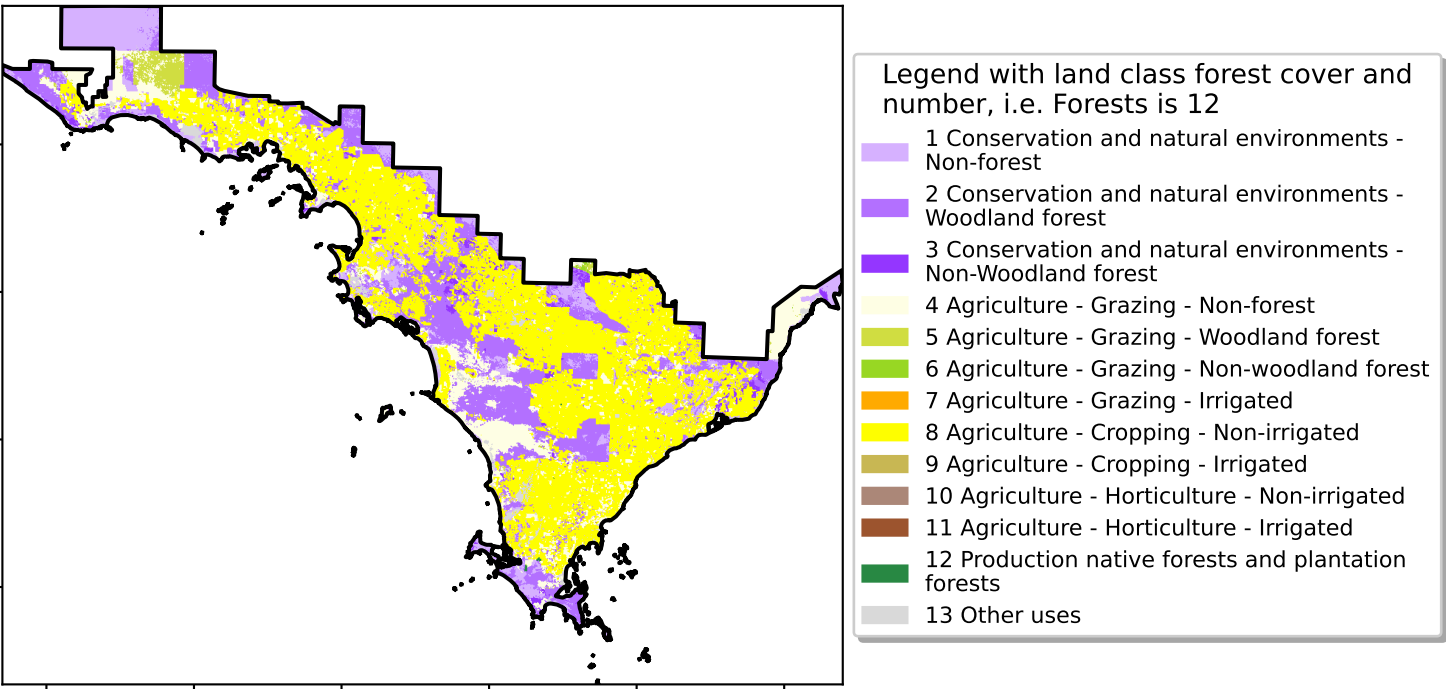 Legend with land class forest cover and
number, i.e. Forests is 12
1 Conservation and natural environments -
Non-forest
2 Conservation and natural environments -
Woodland forest
3 Conservation and natural environments -
Non-Woodland forest
4 Agriculture - Grazing - Non-forest
5 Agriculture - Grazing - Woodland forest
6 Agriculture - Grazing - Non-woodland forest
7 Agriculture - Grazing - Irrigated
8 Agriculture - Cropping - Non-irrigated
9 Agriculture - Cropping - Irrigated
10 Agriculture - Horticulture - Non-irrigated
11 Agriculture - Horticulture - Irrigated
12 Production native forests and plantation
forests
13 Other uses